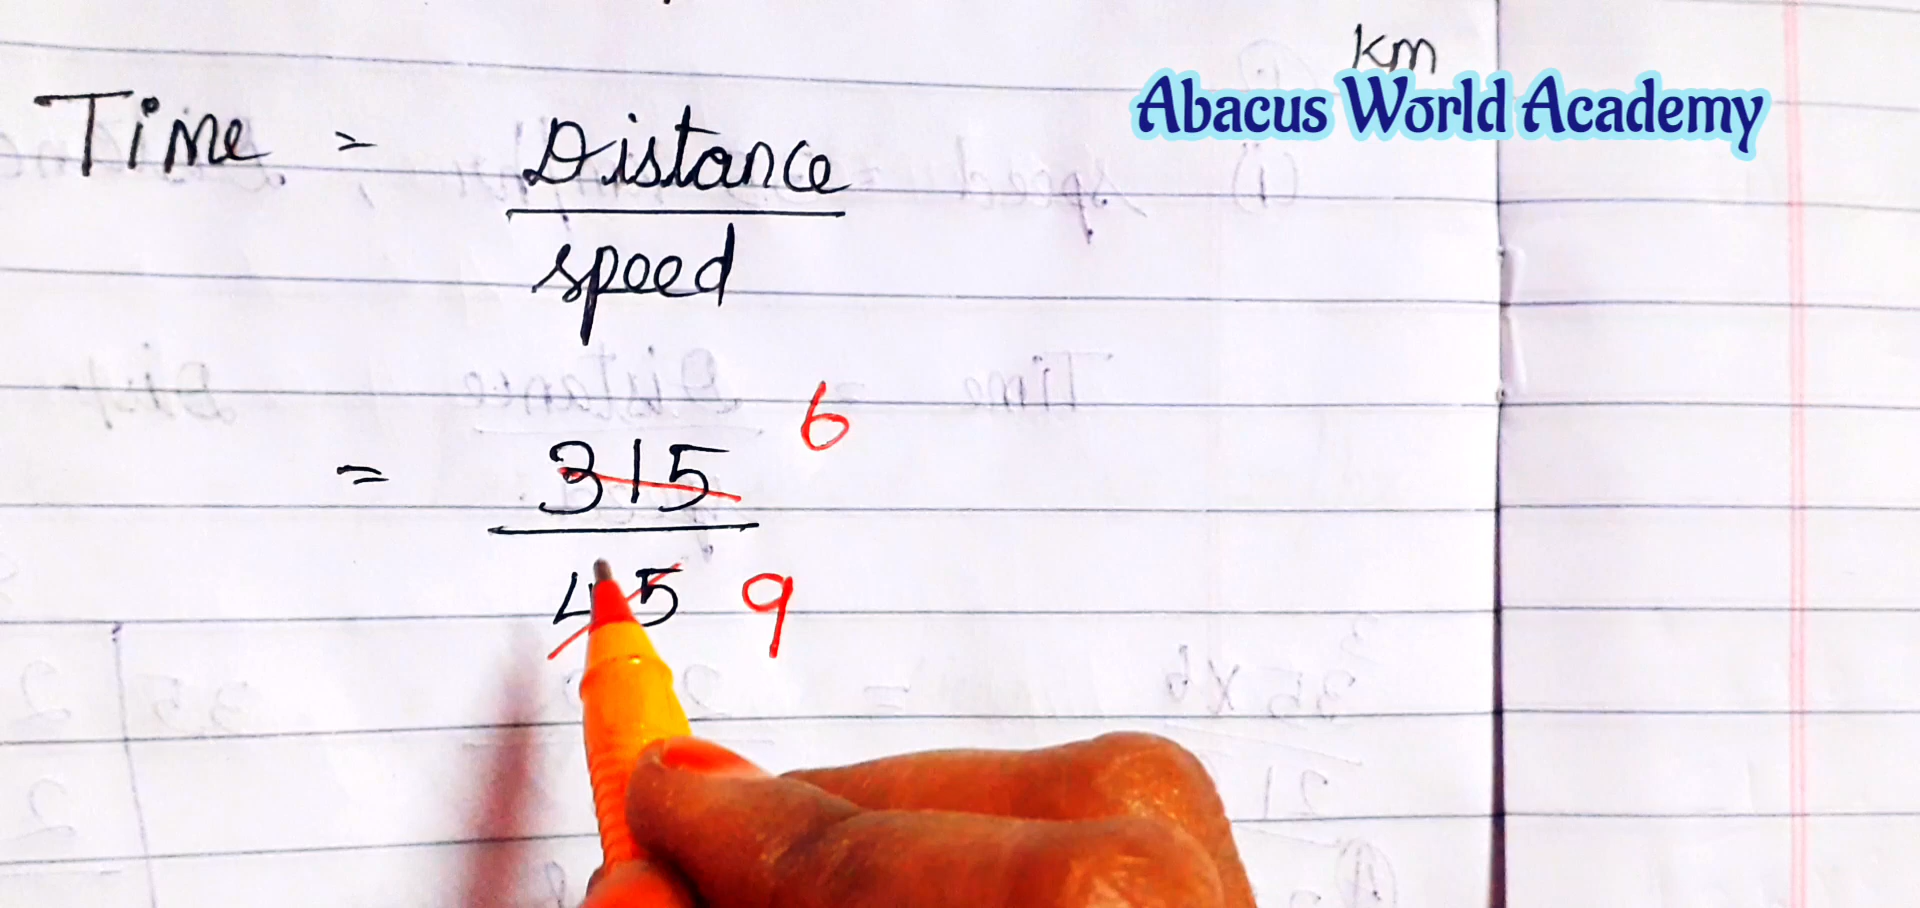 km
Abacus World Academy
Time = Distance
speed
6
= 315
45 9